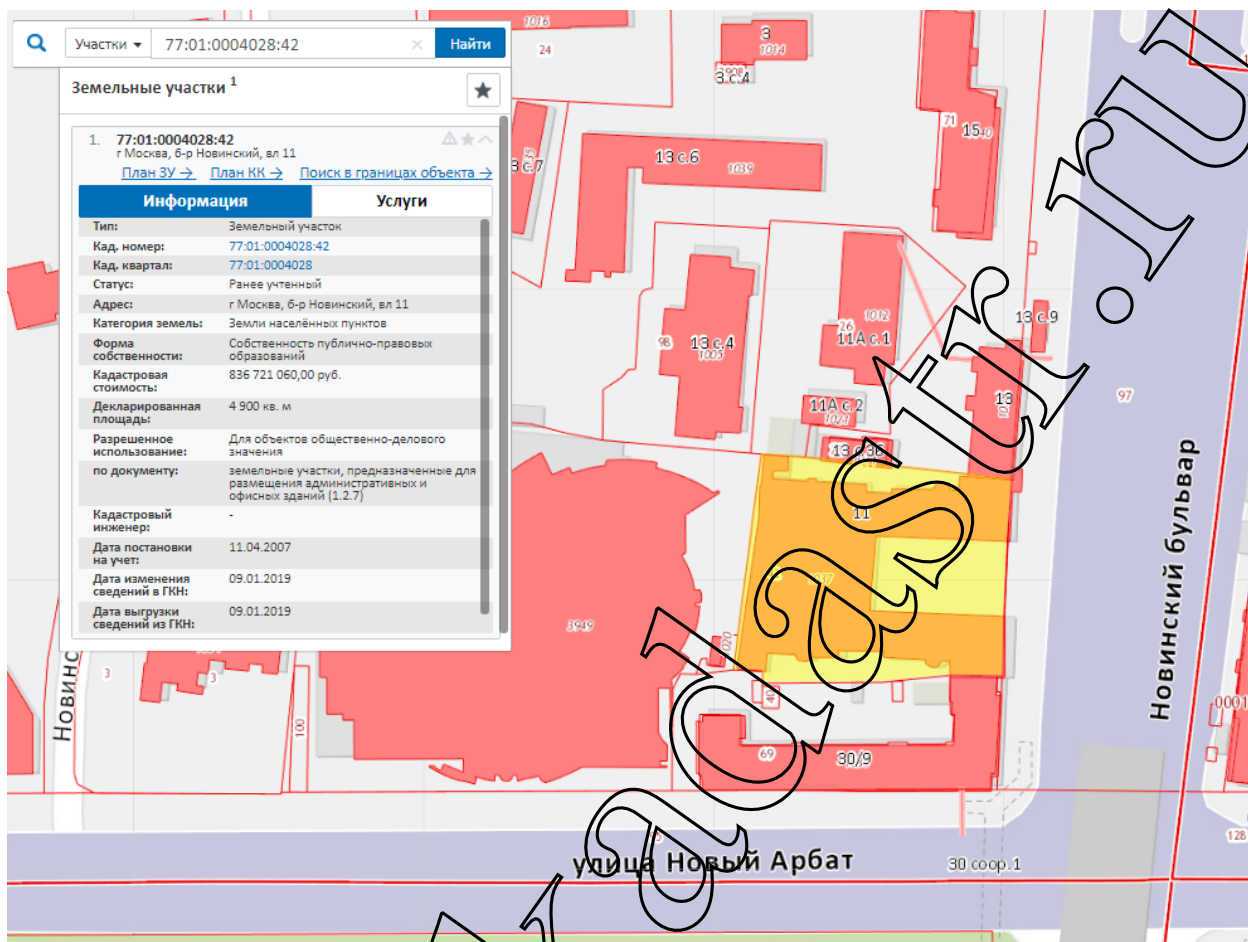 Участки
77:01:0004028:42
×
Найти
Земельные участки 1
1. 77:01:0004028:42
г Москва, б-р Новинский, вл 11
План ЗУ → План КК → Поиск в границах объекта →
Информация Услуги
Тип: Земельный участок
Кад. номер: 77:01:0004028:42
Кад. квартал: 77:01:0004028
Статус: Ранее учтенный
Адрес: г Москва, б-р Новинский, вл 11
Категория земель: Земли населённых пунктов
Форма собственности: Собственность публично-правовых
образований
Кадастровая стоимость: 836 721 060,00 руб.
Декларированная площадь: 4 900 кв. м
Разрешенное использование: Для объектов общественно-делового
значения
по документу: земельные участки, предназначенные для
размещения административных и
офисных зданий (1.2.7)
Кадастровый инженер: -
Дата постановки на учет: 11.04.2007
Дата изменения сведений в ГКН: 09.01.2019
Дата выгрузки сведений из ГКН: 09.01.2019
1016
24
3
1014
3 с.4
71
15
40
13 с.6
1039
98
13 с.4
1005
26
1012
11А с.1
13 с.9
11А с.2
13
97
11
3949
3
3
100
69
30/9
40
0001
128
Новинский бульвар
улица Новый Арбат
30 соор.1
kadastr.ru